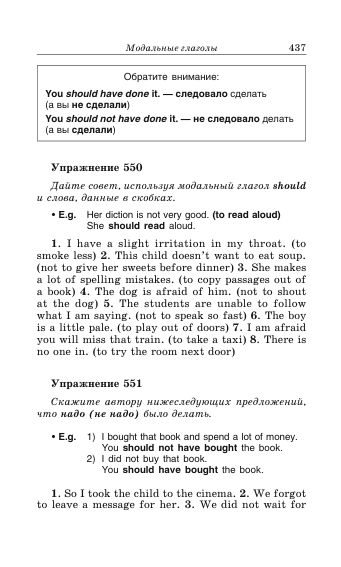 Модальные глаголы 437
Обратите внимание:
You should have done it. — следовало сделать
(а вы не сделали)
You should not have done it. — не следовало делать
(а вы сделали)
Упражнение 550
Дайте совет, используя модальный глагол should
и слова, данные в скобках.
• E.g. Her diction is not very good. (to read aloud)
She should read aloud.
1. I have a slight irritation in my throat. (to
smoke less) 2. This child doesn't want to eat soup.
(not to give her sweets before dinner) 3. She makes
a lot of spelling mistakes. (to copy passages out of
a book) 4. The dog is afraid of him. (not to shout
at the dog) 5. The students are unable to follow
what I am saying. (not to speak so fast) 6. The boy
is a little pale. (to play out of doors) 7. I am afraid
you will miss that train. (to take a taxi) 8. There is
no one in. (to try the room next door)
Упражнение 551
Скажите автору нижеследующих предложений,
что надо (не надо) было делать.
• E.g. 1) I bought that book and spend a lot of money.
You should not have bought the book.
2) I did not buy that book.
You should have bought the book.
1. So I took the child to the cinema. 2. We forgot
to leave a message for her. 3. We did not wait for